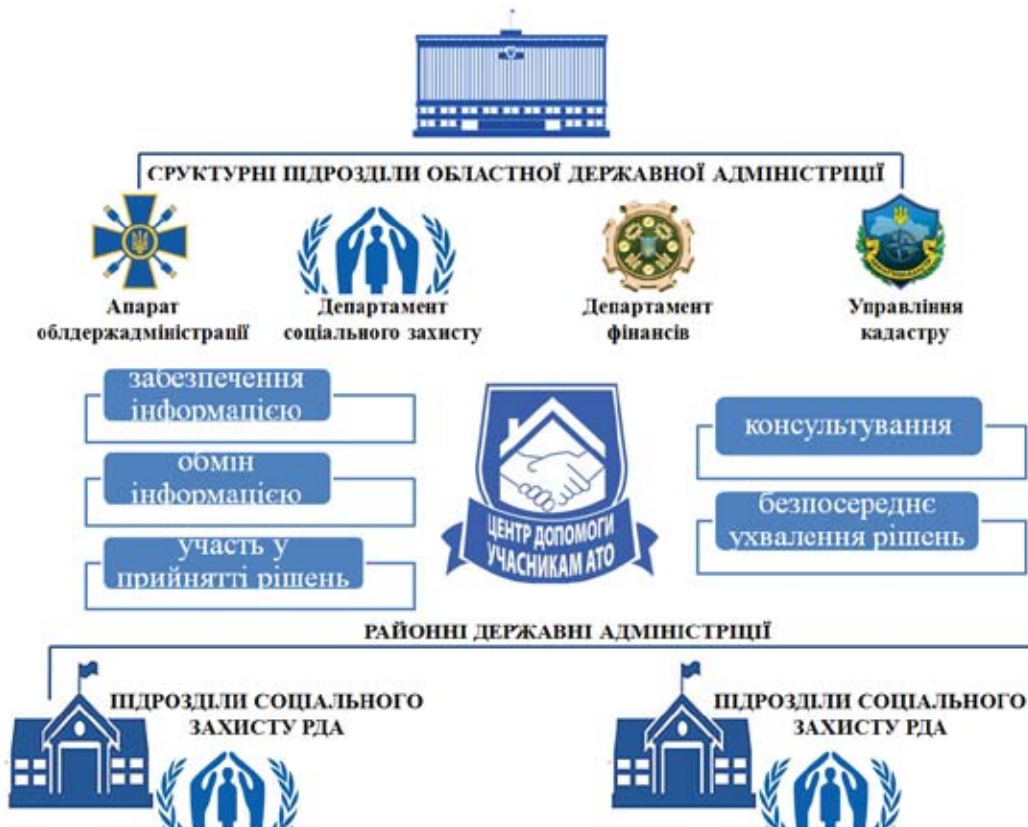 СРУКТУРНІ ПІДРОЗДІЛИ ОБЛАСТНОЇ ДЕРЖАВНОЇ АДМІНІСТРІЦІЇ
Апарат
облдержадміністрації
Департамент
соціального захисту
Департамент
фінансів
Управління
кадастру
забезпечення
інформацією
обмін
інформацією
участь у
прийнятті рішень
ЦЕНТР ДОПОМОГИ
УЧАСНИКАМ АТО
консультування
безпосереднє
ухвалення рішень
РАЙОННІ ДЕРЖАВНІ АДМІНІСТРІЦІЇ
ПІДРОЗДІЛИ СОЦІАЛЬНОГО
ЗАХИСТУ РДА
ПІДРОЗДІЛИ СОЦІАЛЬНОГО
ЗАХИСТУ РДА